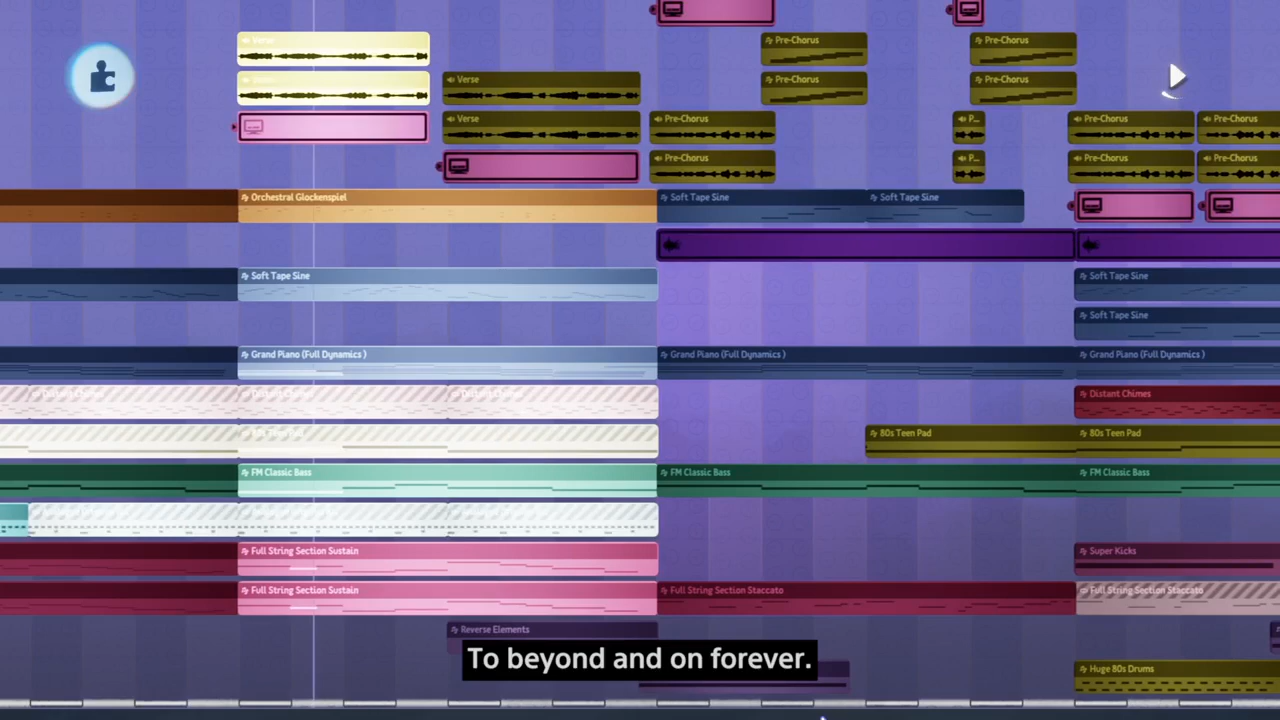 Verse
Pre-Chorus
Pre-Chorus
Verse
Pre-Chorus
Pre-Chorus
Verse
Pre-Chorus
P...
Pre-Chorus
Pre-Chorus
Pre-Chorus
P...
Pre-Chorus
Pre-Chorus
Orchestral Glockenspiel
Soft Tape Sine
Soft Tape Sine
Soft Tape Sine
Soft Tape Sine
Soft Tape Sine
Grand Piano (Full Dynamics )
Grand Piano (Full Dynamics )
Grand Piano (Full Dynamics )
Distant Chimes
80s Teen Pad
80s Teen Pad
FM Classic Bass
FM Classic Bass
FM Classic Bass
Full String Section Sustain
Super Kicks
Full String Section Sustain
Full String Section Staccato
Full String Section Staccato
Reverse Elements
To beyond and on forever.
Huge 80s Drums